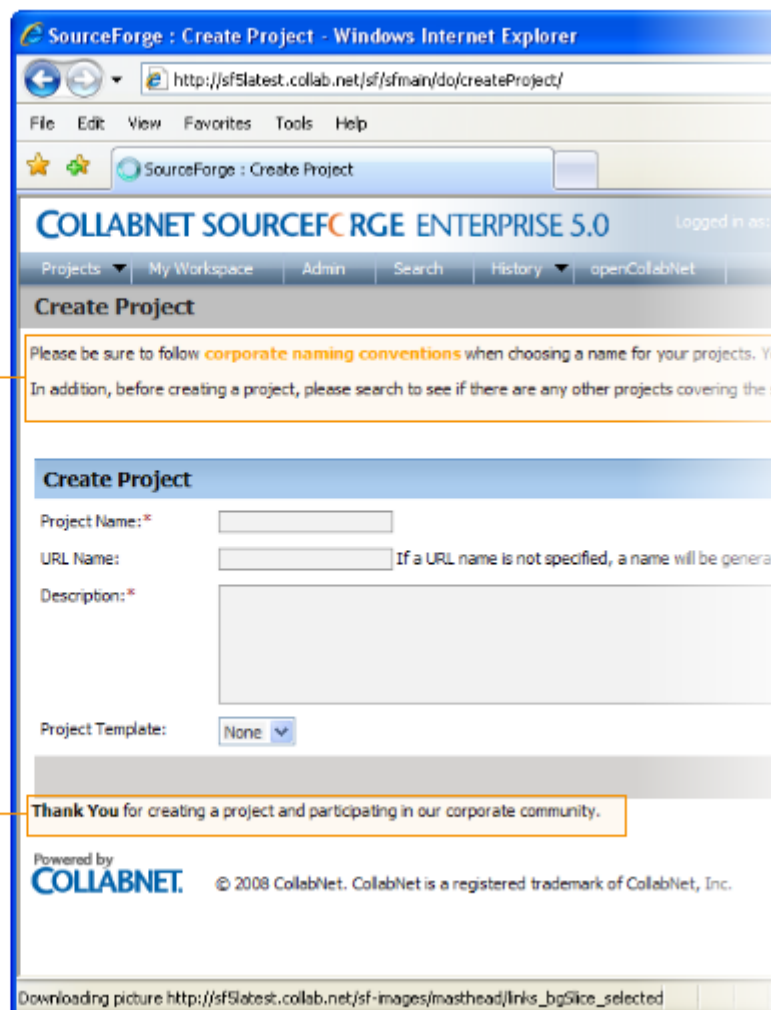 SourceForge : Create Project - Windows Internet Explorer
http://sf5latest.collab.net/sf/sfmain/do/createProject/
File Edit View Favorites Tools Help
SourceForge : Create Project
COLLABNET SOURCEFORGE ENTERPRISE 5.0 Logged in as:
Projects My Workspace Admin Search History openCollabNet
Create Project
Please be sure to follow corporate naming conventions when choosing a name for your projects.
In addition, before creating a project, please search to see if there are any other projects covering the
Create Project
Project Name:*
URL Name: If a URL name is not specified, a name will be genera
Description:*
Project Template: None
Thank You for creating a project and participating in our corporate community.
Powered by
COLLABNET. © 2008 CollabNet. CollabNet is a registered trademark of CollabNet, Inc.
Downloading picture http://sf5latest.collab.net/sf-images/masthead/links_bgSlice_selected